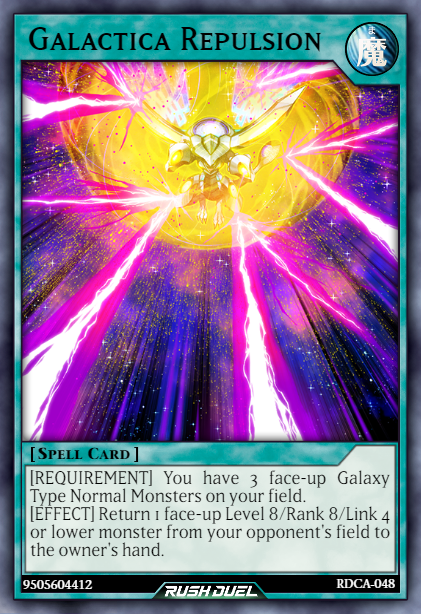 Galactica Repulsion
ま
魔
[Spell Card]
[REQUIREMENT] You have 3 face-up Galaxy
Type Normal Monsters on your field.
[EFFECT] Return 1 face-up Level 8/Rank 8/Link 4
or lower monster from your opponent's field to
the owner's hand.
9505604412
RUSH DUEL
RDCA-048